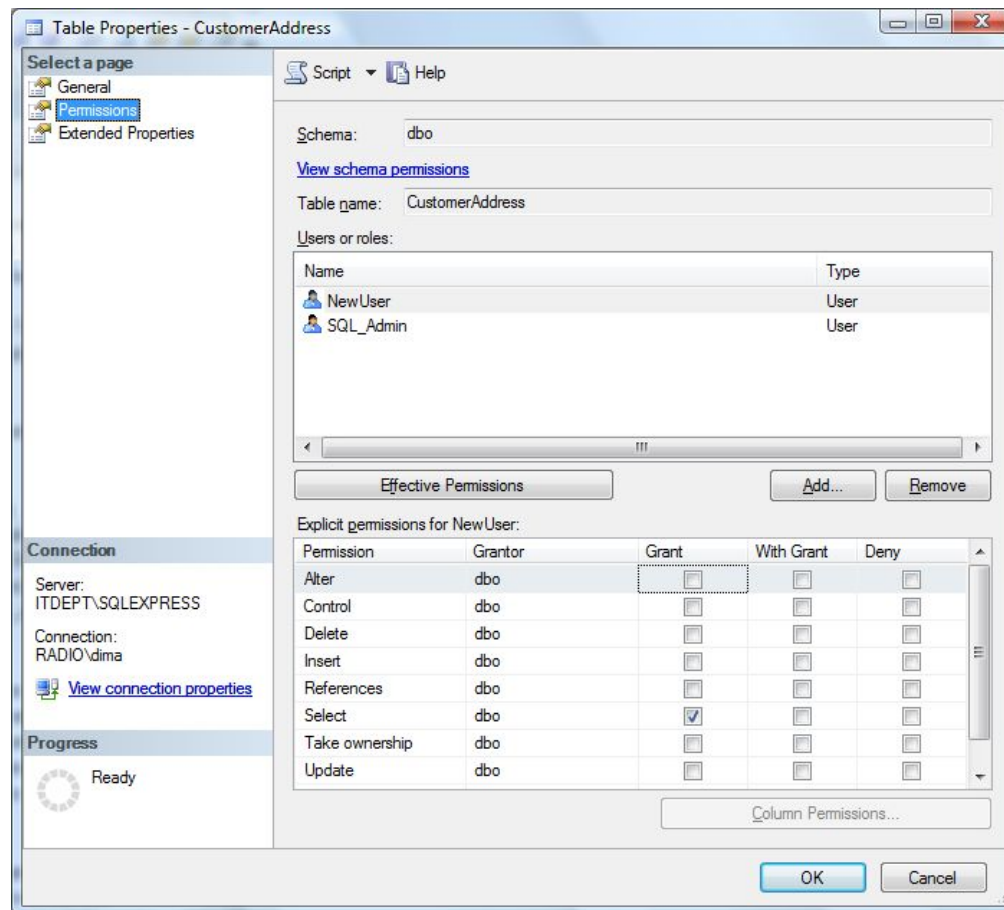 Table Properties - CustomerAddress
Select a page
General
Permissions
Extended Properties
Script Help
Schema: dbo
View schema permissions
Table name: CustomerAddress
Users or roles:
Name Type
NewUser User
SQL_Admin User
Effective Permissions Add... Remove
Explicit permissions for NewUser:
Permission Grantor Grant With Grant Deny
Alter dbo
Control dbo
Delete dbo
Insert dbo
References dbo
Select dbo
Take ownership dbo
Update dbo
Column Permissions...
Connection
Server:
ITDEPT\SQLEXPRESS
Connection:
RADIO\dima
View connection properties
Progress
Ready
OK Cancel